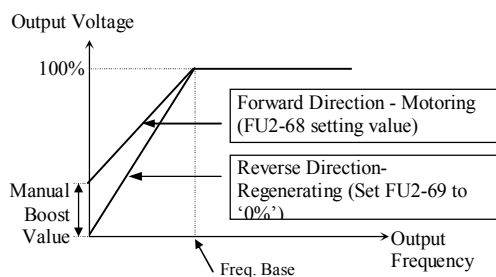 Output Voltage
100%
Forward Direction - Motoring
(FU2-68 setting value)
Reverse Direction-
Regenerating (Set FU2-69 to
‘0%’)
Manual
Boost
Value
Output
Frequency
Freq. Base